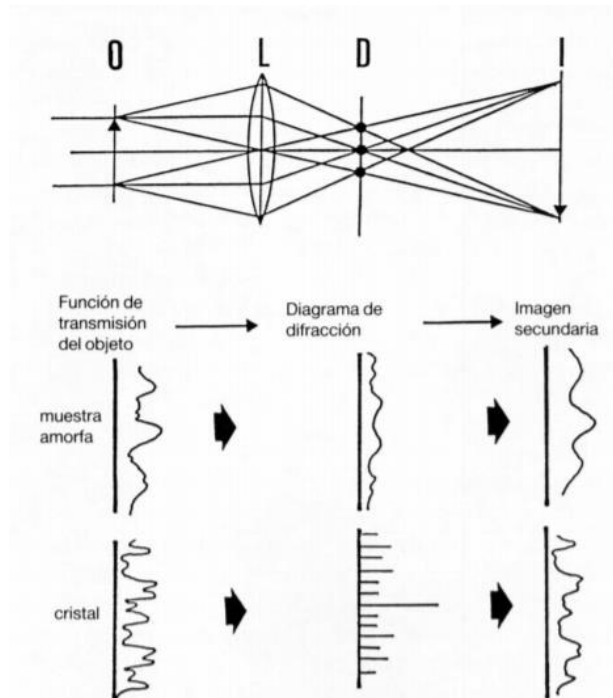 O L D I
Función de
transmisión
del objeto
Diagrama de
difracción
Imagen
secundaria
muestra
amorfa
cristal